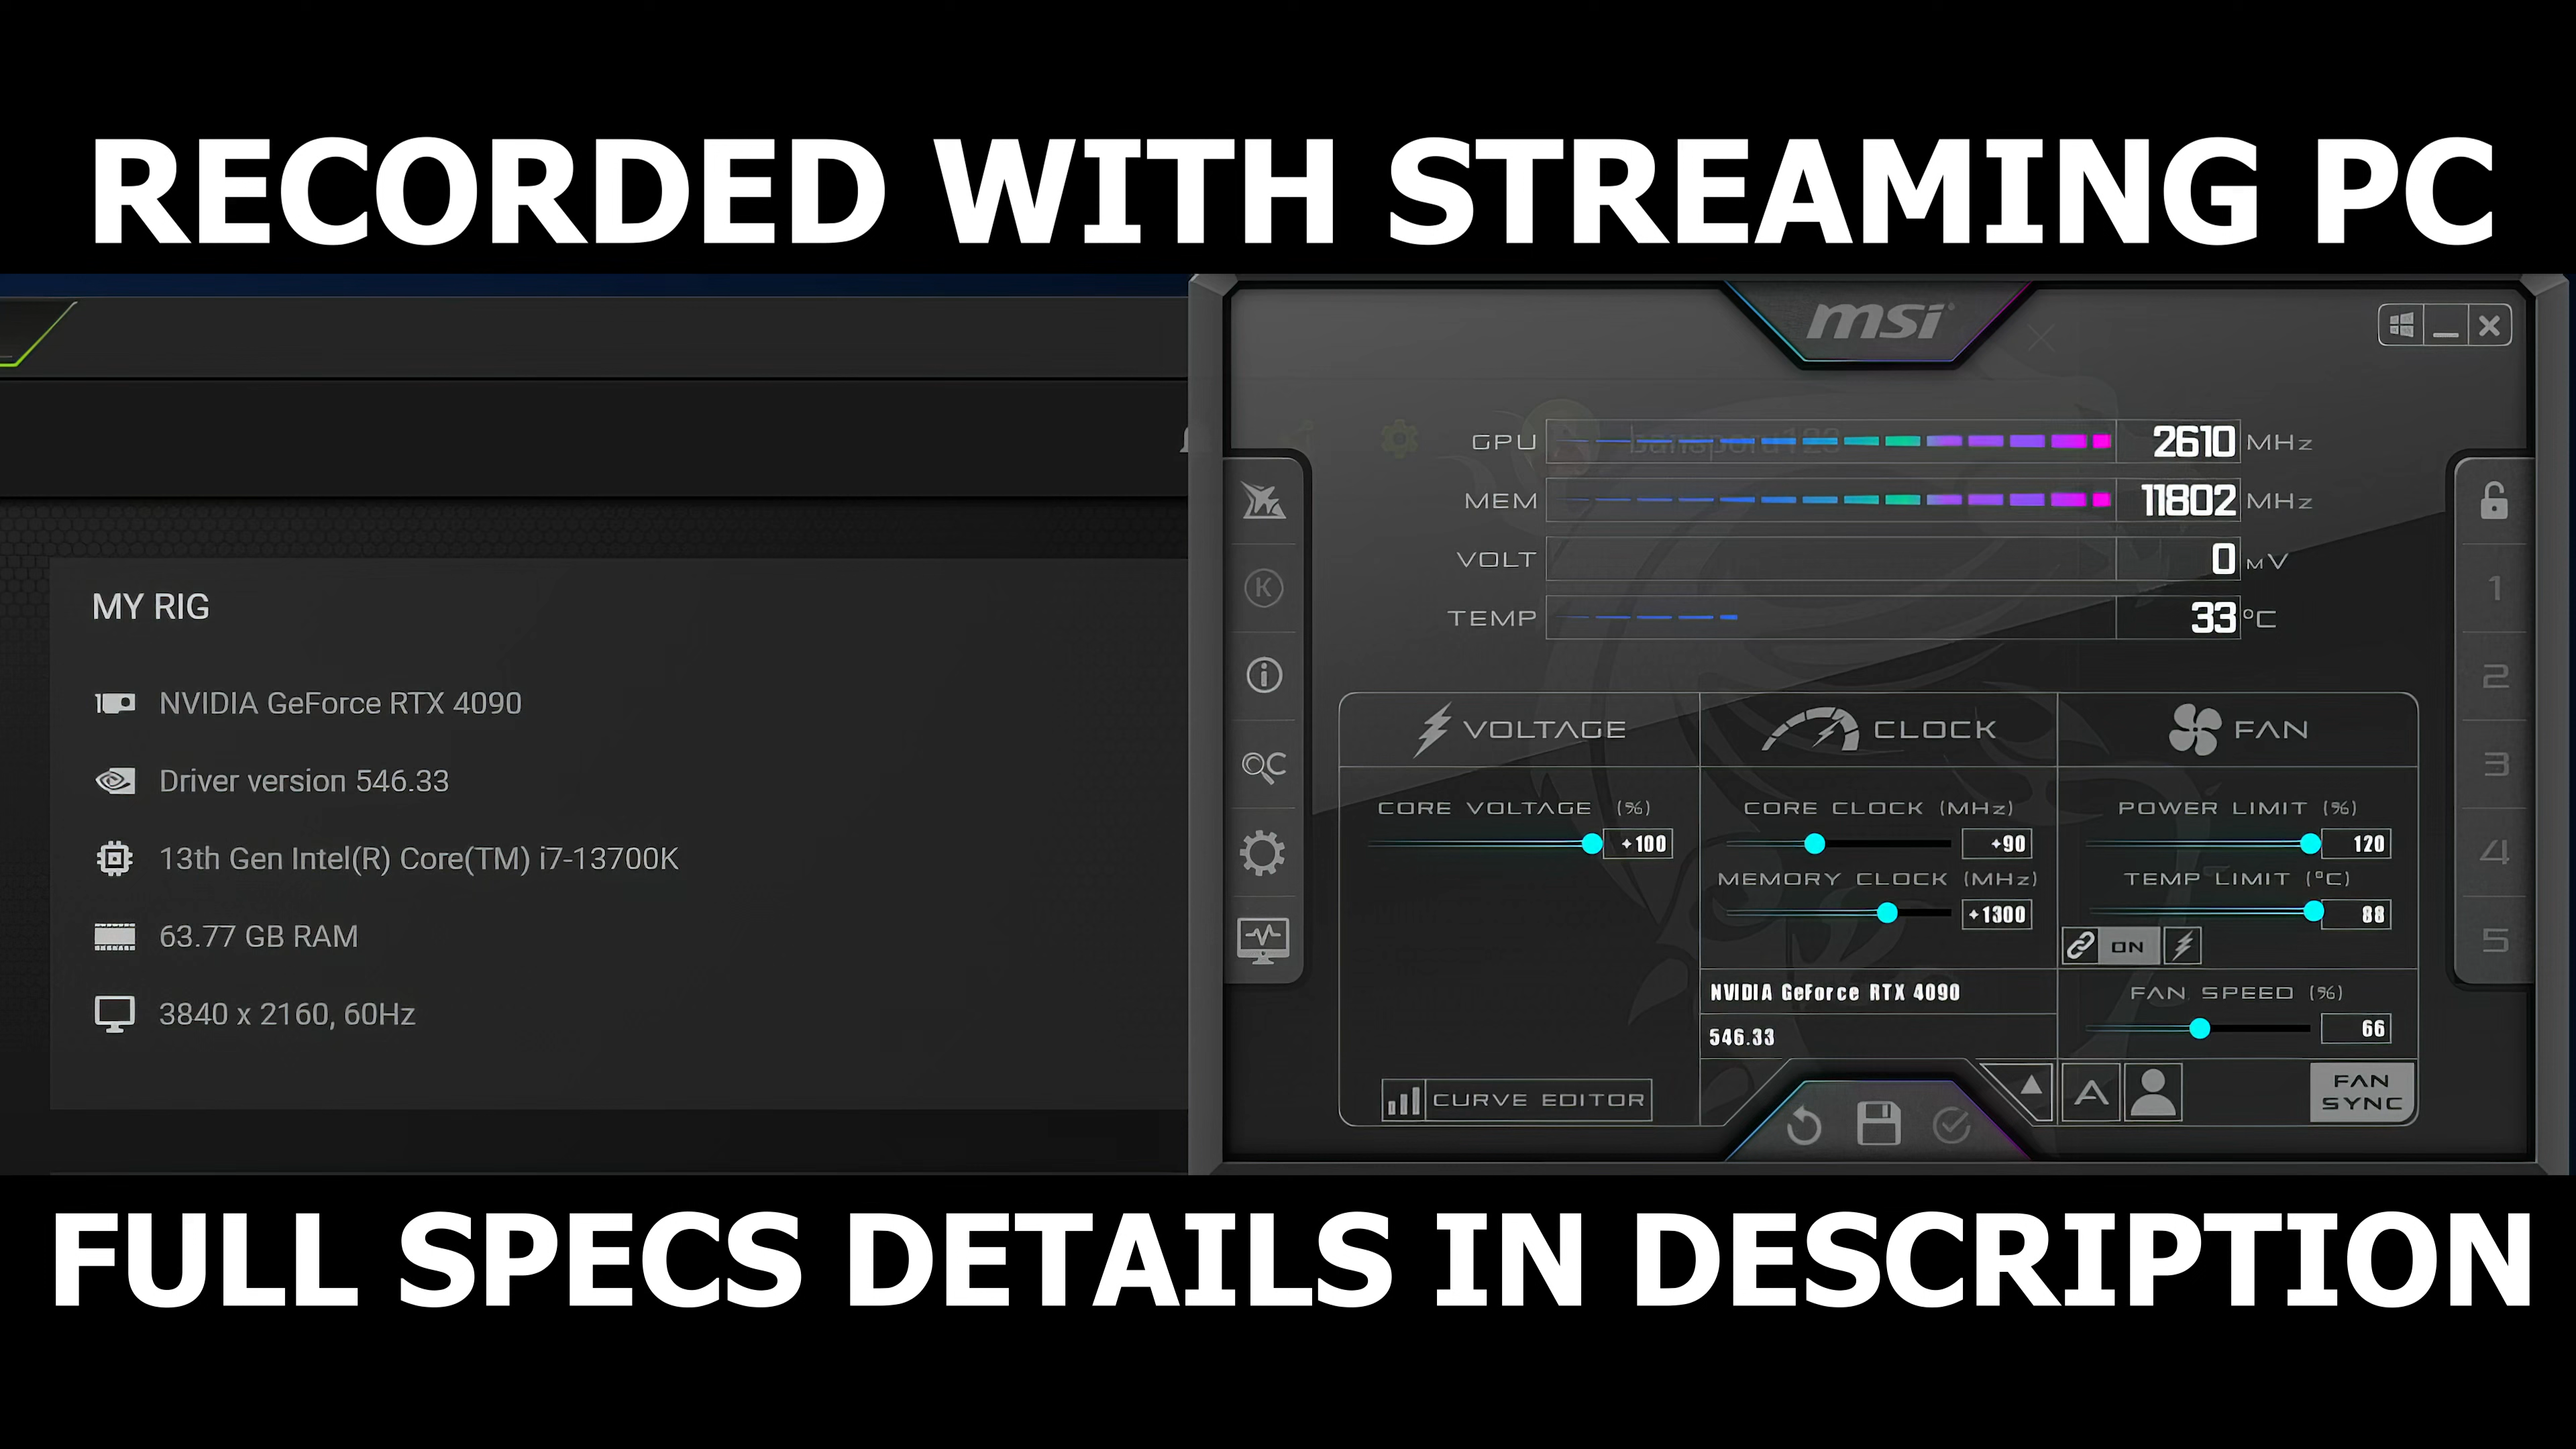 RECORDED WITH STREAMING PC
MY RIG
NVIDIA GeForce RTX 4090
Driver version 546.33
13th Gen Intel(R) Core(TM) i7-13700K
63.77 GB RAM
3840 x 2160, 60Hz
msi
GPU 2610 MHz
MEM 11802 MHz
VOLT 0 mV
TEMP 33 °C
K
i
OC
1
2
3
4
5
VOLTAGE
CORE VOLTAGE (%)
+100
CURVE EDITOR
CLOCK
CORE CLOCK (MHz)
+90
MEMORY CLOCK (MHz)
+1300
NVIDIA GeForce RTX 4090
546.33
FAN
POWER LIMIT (%)
120
TEMP LIMIT (°C)
88
ON
FAN SPEED (%)
66
A
FAN
SYNC
FULL SPECS DETAILS IN DESCRIPTION